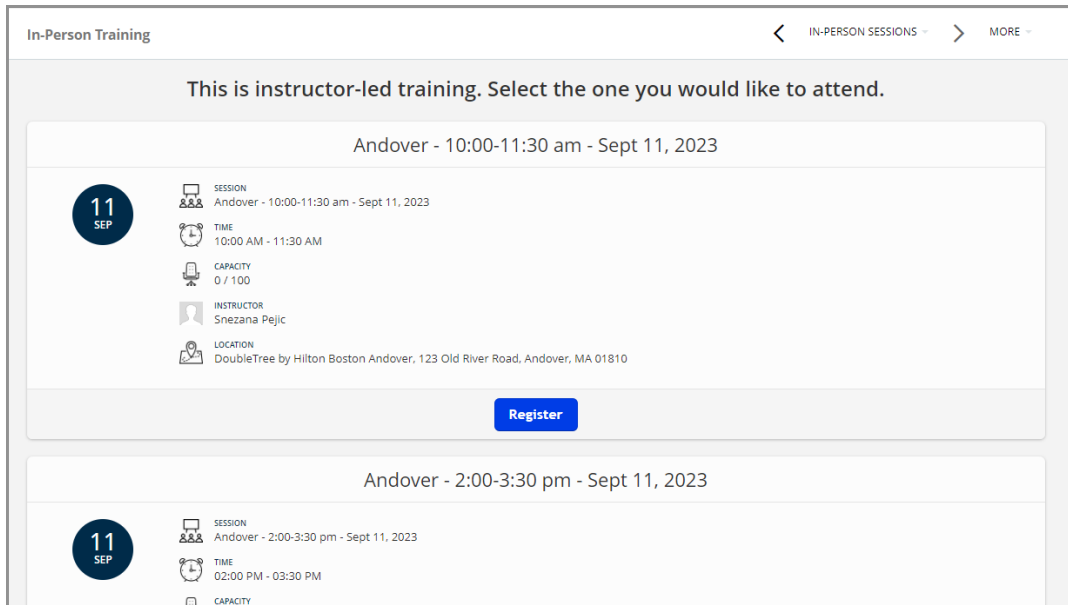 In-Person Training
IN-PERSON SESSIONS
MORE
This is instructor-led training. Select the one you would like to attend.
Andover - 10:00-11:30 am - Sept 11, 2023
11
SEP
SESSION
Andover - 10:00-11:30 am - Sept 11, 2023
TIME
10:00 AM - 11:30 AM
CAPACITY
0 / 100
INSTRUCTOR
Snezana Pejic
LOCATION
DoubleTree by Hilton Boston Andover, 123 Old River Road, Andover, MA 01810
Register
Andover - 2:00-3:30 pm - Sept 11, 2023
11
SEP
SESSION
Andover - 2:00-3:30 pm - Sept 11, 2023
TIME
02:00 PM - 03:30 PM
CAPACITY